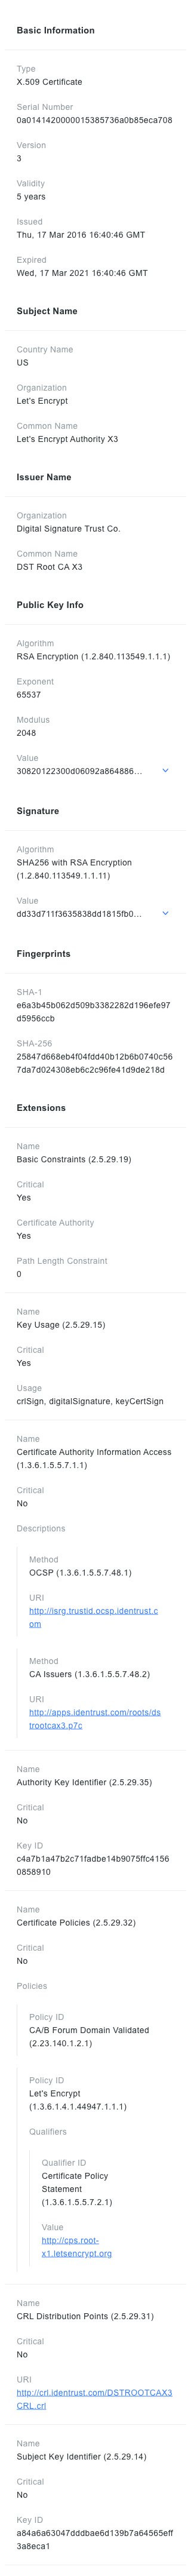 Basic Information
Type
X.509 Certificate
Serial Number
0a0141420000015385736a0b85eca708
Version
3
Validity
5 years
Issued
Thu, 17 Mar 2016 16:40:46 GMT
Expired
Wed, 17 Mar 2021 16:40:46 GMT
Subject Name
Country Name
US
Organization
Let's Encrypt
Common Name
Let's Encrypt Authority X3
Issuer Name
Organization
Digital Signature Trust Co.
Common Name
DST Root CA X3
Public Key Info
Algorithm
RSA Encryption (1.2.840.113549.1.1.1)
Exponent
65537
Modulus
2048
Value
30820122300d06092a864886...
Signature
Algorithm
SHA256 with RSA Encryption
(1.2.840.113549.1.1.11)
Value
dd33d711f3635838dd1815fb0...
Fingerprints
SHA-1
e6a3b45b062d509b3382282d196efe97
d5956ccb
SHA-256
25847d668eb4f04fdd40b12b6b0740c56
7da7d024308eb6c2c96fe41d9de218d
Extensions
Name
Basic Constraints (2.5.29.19)
Critical
Yes
Certificate Authority
Yes
Path Length Constraint
0
Name
Key Usage (2.5.29.15)
Critical
Yes
Usage
crlSign, digitalSignature, keyCertSign
Name
Certificate Authority Information Access
(1.3.6.1.5.5.7.1.1)
Critical
No
Descriptions
Method
OCSP (1.3.6.1.5.5.7.48.1)
URI
http://isrg.trustid.ocsp.identrust.c
om
Method
CA Issuers (1.3.6.1.5.5.7.48.2)
URI
http://apps.identrust.com/roots/ds
trootcax3.p7c
Name
Authority Key Identifier (2.5.29.35)
Critical
No
Key ID
c4a7b1a47b2c71fadbe14b9075ffc4156
0858910
Name
Certificate Policies (2.5.29.32)
Critical
No
Policies
Policy ID
CA/B Forum Domain Validated
(2.23.140.1.2.1)
Policy ID
Let's Encrypt
(1.3.6.1.4.1.44947.1.1.1)
Qualifiers
Qualifier ID
Certificate Policy
Statement
(1.3.6.1.5.5.7.2.1)
Value
http://cps.root-
x1.letsencrypt.org
Name
CRL Distribution Points (2.5.29.31)
Critical
No
URI
http://crl.identrust.com/DSTROOTCAX3
CRL.crl
Name
Subject Key Identifier (2.5.29.14)
Critical
No
Key ID
a84a6a63047dddbae6d139b7a64565eff
3a8eca1